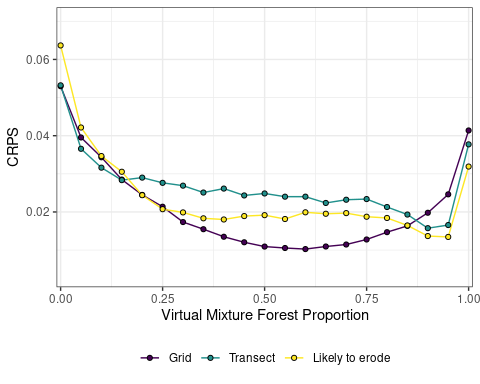 0.06
0.04
0.02
CRPS
0.00 0.25 0.50 0.75 1.00
Virtual Mixture Forest Proportion
Grid Transect Likely to erode